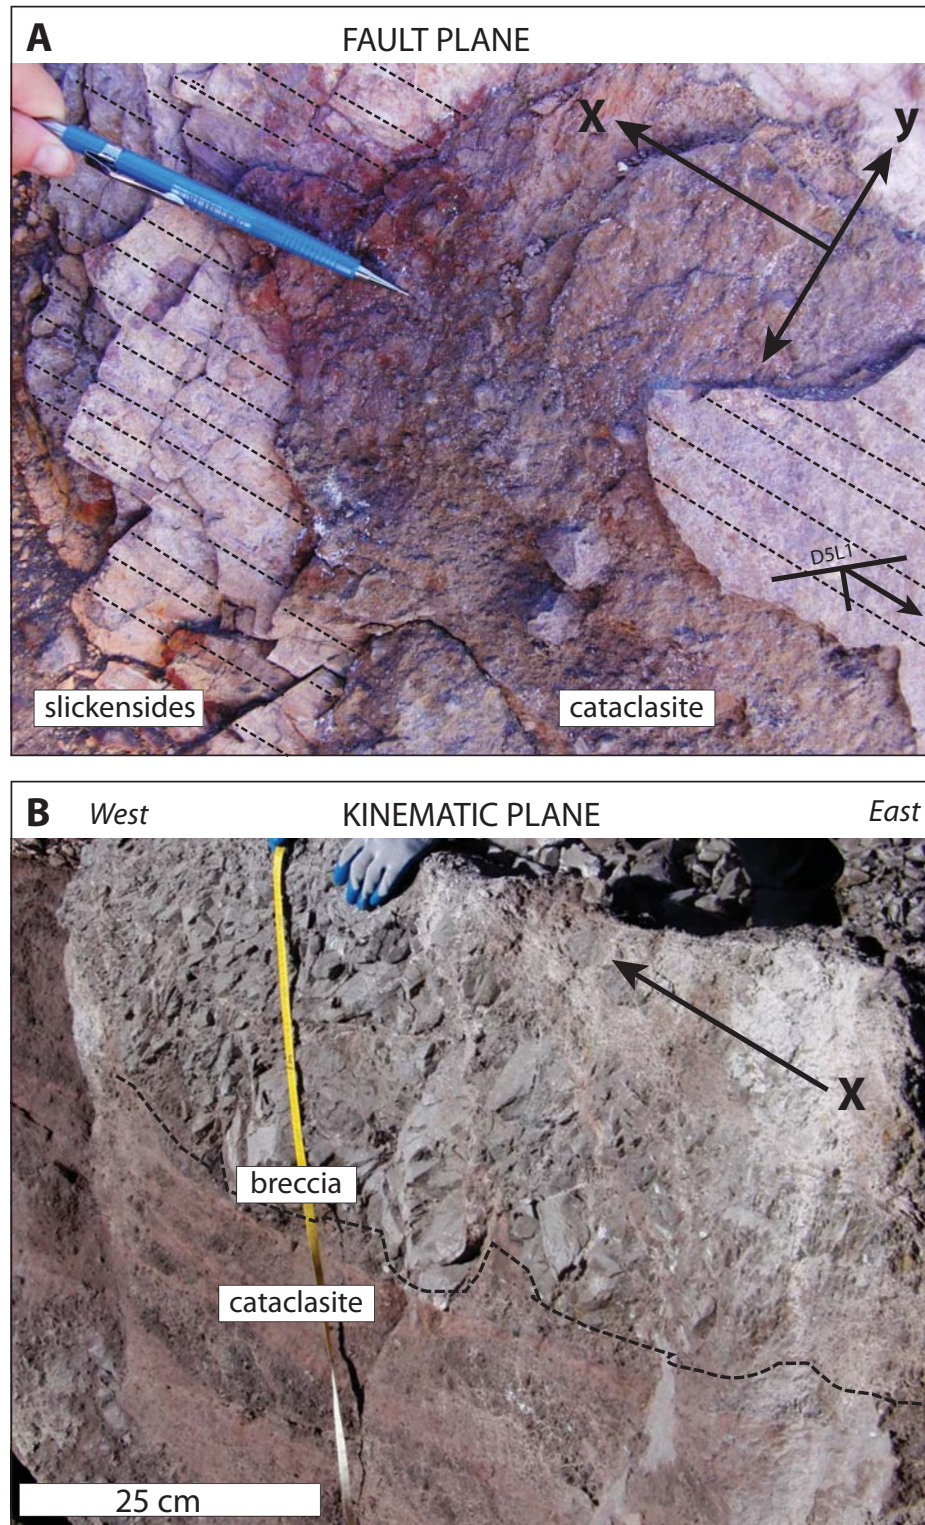 A
FAULT PLANE
X
y
D5L1
slickensides
cataclasite
B
West
KINEMATIC PLANE
East
X
breccia
cataclasite
25 cm